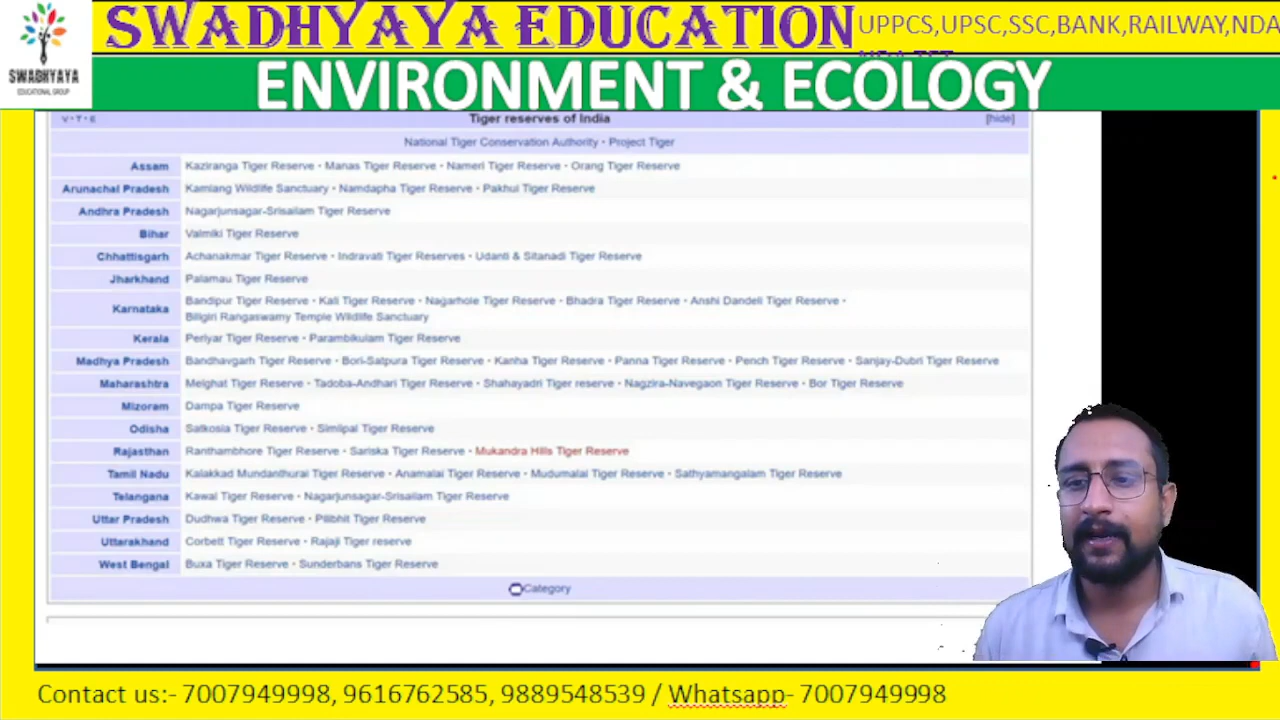 SWADHYAYA EDUCATION
UPPCS,UPSC,SSC,BANK,RAILWAY,NDA
SWADHYAYA
EDUCATIONAL GROUP
ENVIRONMENT & ECOLOGY
V • T • E
Tiger reserves of India
[hide]
National Tiger Conservation Authority • Project Tiger
Assam Kaziranga Tiger Reserve • Manas Tiger Reserve • Nameri Tiger Reserve • Orang Tiger Reserve
Arunachal Pradesh Kamlang Wildlife Sanctuary • Namdapha Tiger Reserve • Pakhui Tiger Reserve
Andhra Pradesh Nagarjunsagar-Srisailam Tiger Reserve
Bihar Valmiki Tiger Reserve
Chhattisgarh Achanakmar Tiger Reserve • Indravati Tiger Reserves • Udanti & Sitanadi Tiger Reserve
Jharkhand Palamau Tiger Reserve
Karnataka Bandipur Tiger Reserve • Kali Tiger Reserve • Nagarhole Tiger Reserve • Bhadra Tiger Reserve • Anshi Dandeli Tiger Reserve •
Biligiri Rangaswamy Temple Wildlife Sanctuary
Kerala Periyar Tiger Reserve • Parambikulam Tiger Reserve
Madhya Pradesh Bandhavgarh Tiger Reserve • Bori-Satpura Tiger Reserve • Kanha Tiger Reserve • Panna Tiger Reserve • Pench Tiger Reserve • Sanjay-Dubri Tiger Reserve
Maharashtra Melghat Tiger Reserve • Tadoba-Andhari Tiger Reserve • Shahayadri Tiger reserve • Nagzira-Navegaon Tiger Reserve • Bor Tiger Reserve
Mizoram Dampa Tiger Reserve
Odisha Satkosia Tiger Reserve • Simlipal Tiger Reserve
Rajasthan Ranthambhore Tiger Reserve • Sariska Tiger Reserve • Mukandra Hills Tiger Reserve
Tamil Nadu Kalakkad Mundanthurai Tiger Reserve • Anamalai Tiger Reserve • Mudumalai Tiger Reserve • Sathyamangalam Tiger Reserve
Telangana Kawal Tiger Reserve • Nagarjunsagar-Srisailam Tiger Reserve
Uttar Pradesh Dudhwa Tiger Reserve • Pilibhit Tiger Reserve
Uttarakhand Corbett Tiger Reserve • Rajaji Tiger reserve
West Bengal Buxa Tiger Reserve • Sunderbans Tiger Reserve
Category
Contact us:- 7007949998, 9616762585, 9889548539 / Whatsapp- 7007949998